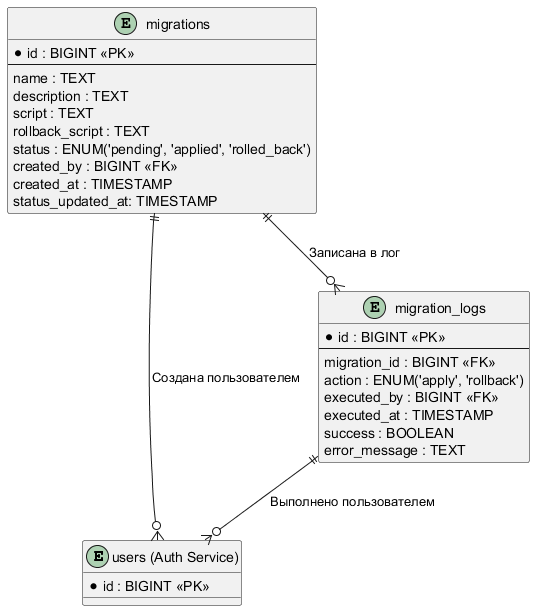 E migrations
* id : BIGINT «PK»
name : TEXT
description : TEXT
script : TEXT
rollback_script : TEXT
status : ENUM('pending', 'applied', 'rolled_back')
created_by : BIGINT «FK»
created_at : TIMESTAMP
status_updated_at: TIMESTAMP
Записана в лог
E migration_logs
* id : BIGINT «PK»
migration_id : BIGINT «FK»
action : ENUM('apply', 'rollback')
executed_by : BIGINT «FK»
executed_at : TIMESTAMP
success : BOOLEAN
error_message : TEXT
Создана пользователем
Выполнено пользователем
E users (Auth Service)
* id : BIGINT «PK»